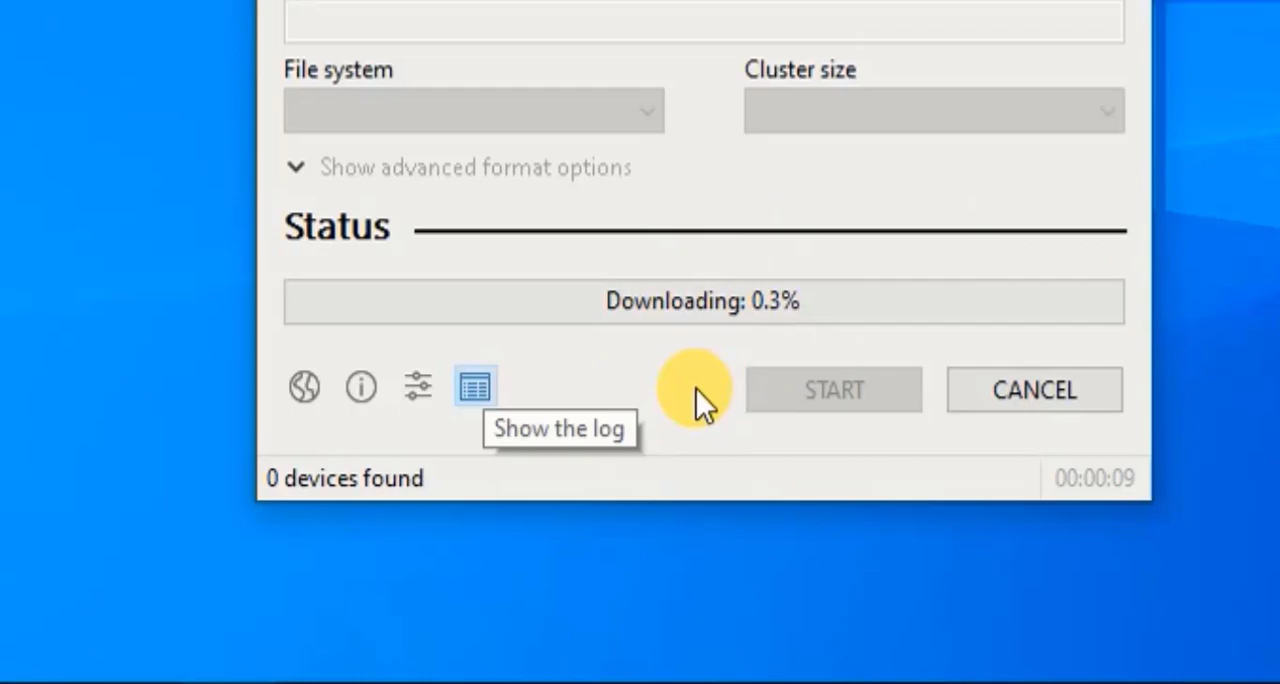 File system
Cluster size
Show advanced format options
Status
Downloading: 0.3%
START
CANCEL
Show the log
0 devices found
00:00:09